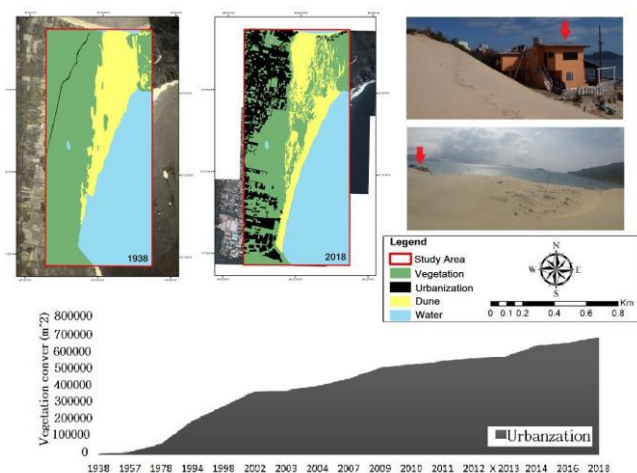 1938
2018
Legend
Study Area
Vegetation
Urbanization
Dune
Water
N
W E
S
Km
0 0.1 0.2 0.4 0.6 0.8
Vegetation conver (m^2)
800000
700000
600000
500000
400000
300000
200000
100000
0
Urbanzation
1938 1957 1978 1994 1998 2002 2003 2004 2007 2009 2010 2011 2012 X 2013 2014 2016 2018